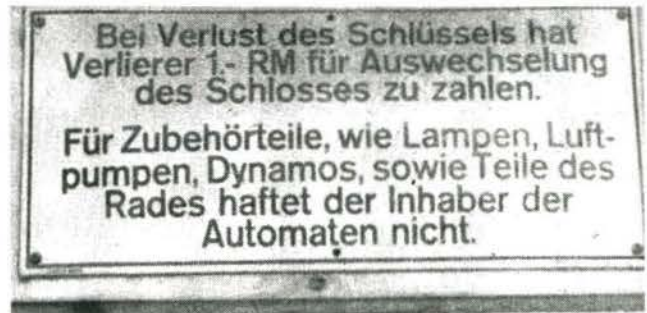 Bei Verlust des Schlüssels hat
Verlierer 1.- RM für Auswechselung
des Schlosses zu zahlen.
Für Zubehörteile, wie Lampen, Luft-
pumpen, Dynamos, sowie Teile des
Rades haftet der Inhaber der
Automaten nicht.